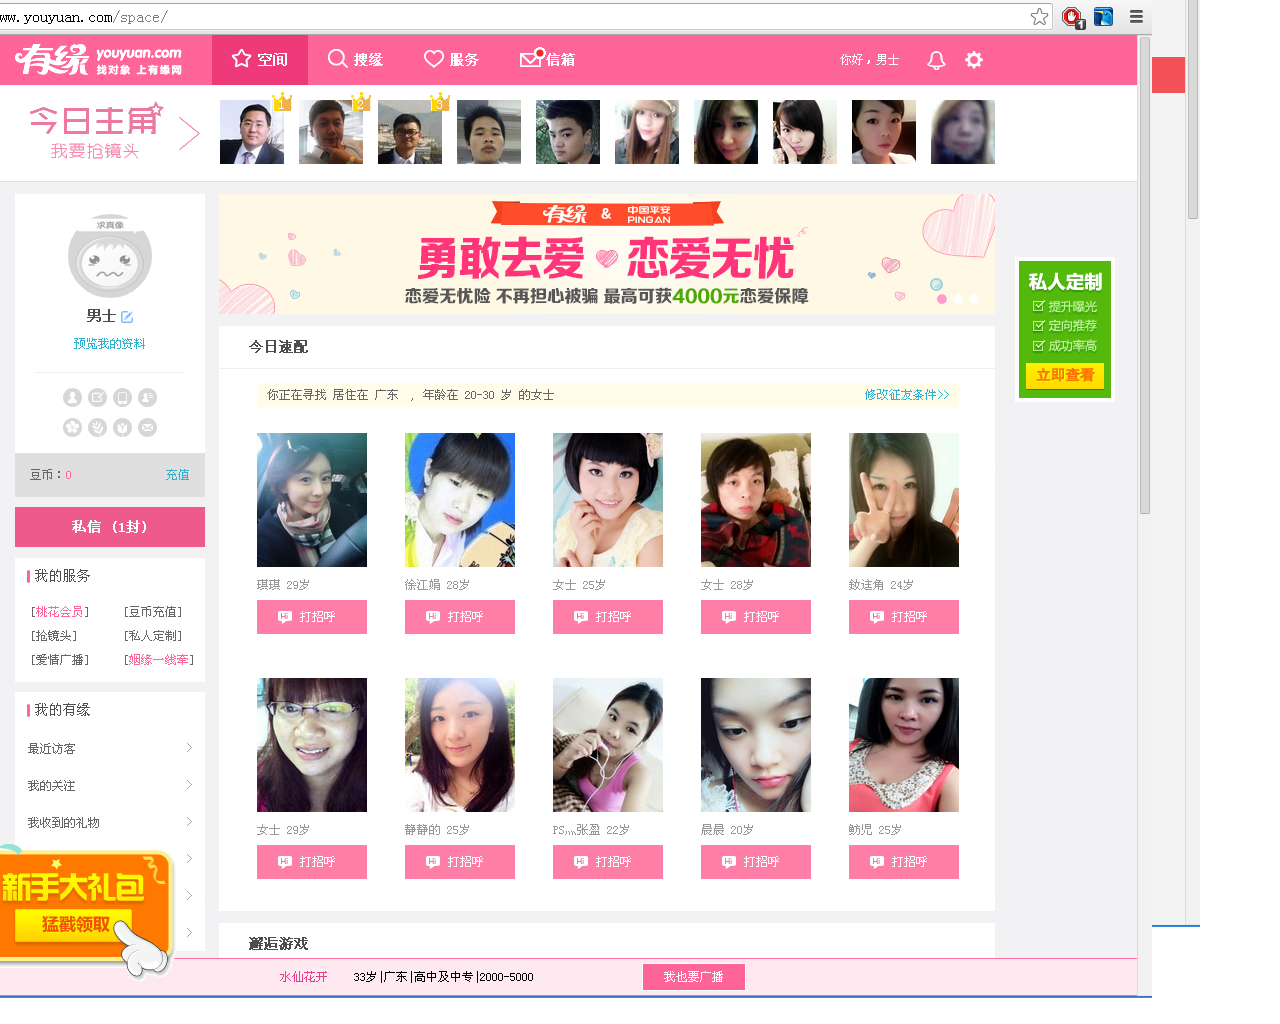 ww.youyuan.com/space/
1
有缘 youyuan.com
找对象 上有缘网
空间
搜缘
服务
信箱
你好，男士
今日主角
我要抢镜头
1
2
3
求真像
男士
预览我的资料
豆币：0
充值
私信 （1封）
我的服务
[桃花会员]
[豆币充值]
[抢镜头]
[私人定制]
[爱情广播]
[姻缘一线牵]
我的有缘
最近访客
我的关注
我收到的礼物
新手大礼包
猛戳领取
有缘 & 中国平安
PINGAN
勇敢去爱 恋爱无忧
恋爱无忧险 不再担心被骗 最高可获4000元恋爱保障
今日速配
你正在寻找 居住在 广东 ，年龄在 20-30 岁 的女士
修改征友条件>>
琪琪 29岁
徐江娟 28岁
女士 25岁
女士 28岁
24岁
Hi 打招呼
Hi 打招呼
Hi 打招呼
Hi 打招呼
Hi 打招呼
女士 29岁
静静的 25岁
张盈 22岁
晨晨 20岁
25岁
Hi 打招呼
Hi 打招呼
Hi 打招呼
Hi 打招呼
Hi 打招呼
邂逅游戏
水仙花开
33岁|广东|高中及中专|2000-5000
我也要广播
私人定制
提升曝光
定向推荐
成功率高
立即查看